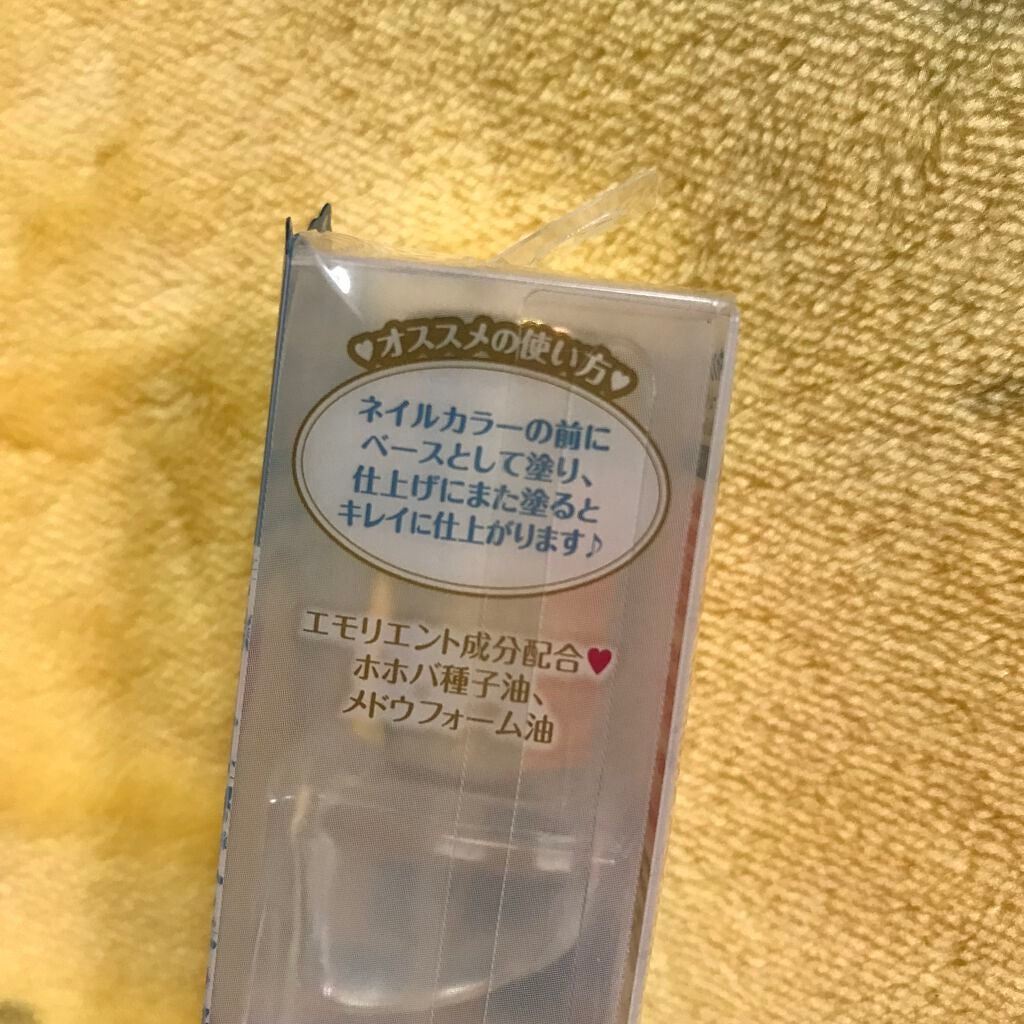 ♥オススメの使い方♥
ネイルカラーの前に
ベースとして塗り、
仕上げにまた塗ると
キレイに仕上がります♪
エモリエント成分配合♥
ホホバ種子油、
メドウフォーム油